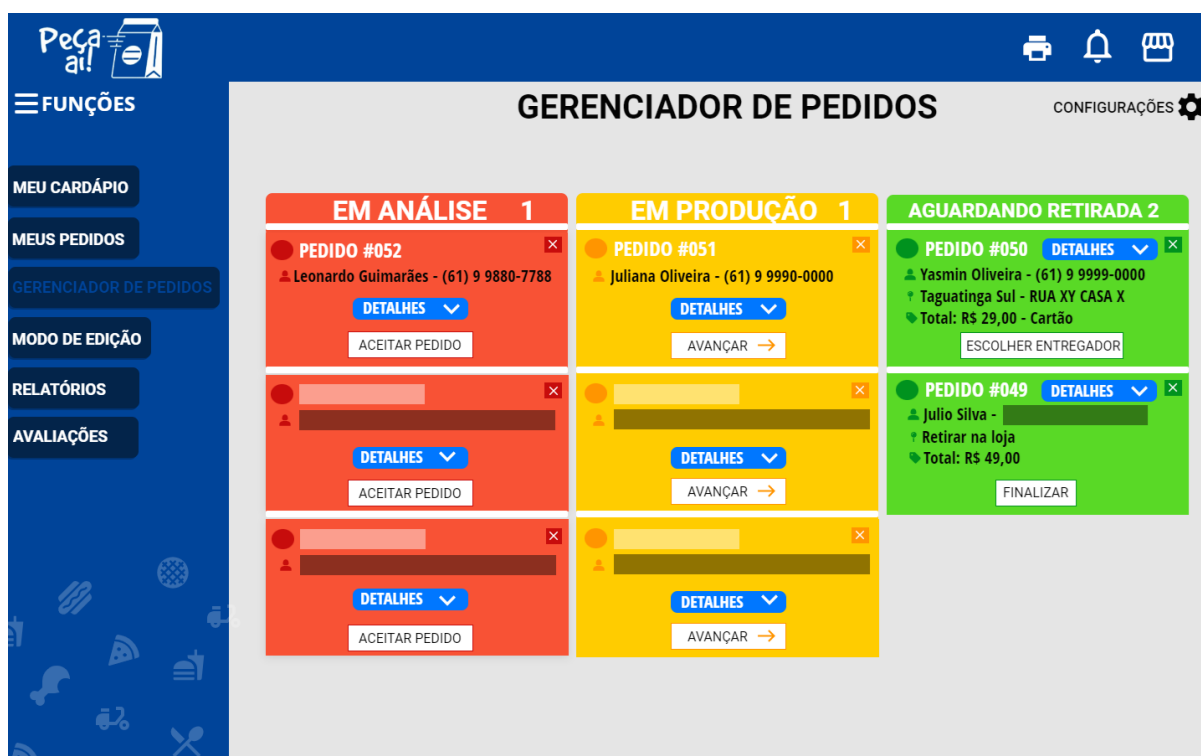 Peça
aí!
FUNÇÕES
GERENCIADOR DE PEDIDOS
CONFIGURAÇÕES
MEU CARDÁPIO
MEUS PEDIDOS
GERENCIADOR DE PEDIDOS
MODO DE EDIÇÃO
RELATÓRIOS
AVALIAÇÕES
EM ANÁLISE 1
PEDIDO #052
Leonardo Guimarães - (61) 9 9880-7788
DETALHES
ACEITAR PEDIDO
DETALHES
ACEITAR PEDIDO
DETALHES
ACEITAR PEDIDO
EM PRODUÇÃO 1
PEDIDO #051
Juliana Oliveira - (61) 9 9990-0000
DETALHES
AVANÇAR →
DETALHES
AVANÇAR →
DETALHES
AVANÇAR →
AGUARDANDO RETIRADA 2
PEDIDO #050 DETALHES
Yasmin Oliveira - (61) 9 9999-0000
Taguatinga Sul - RUA XY CASA X
Total: R$ 29,00 - Cartão
ESCOLHER ENTREGADOR
PEDIDO #049 DETALHES
Julio Silva -
Retirar na loja
Total: R$ 49,00
FINALIZAR